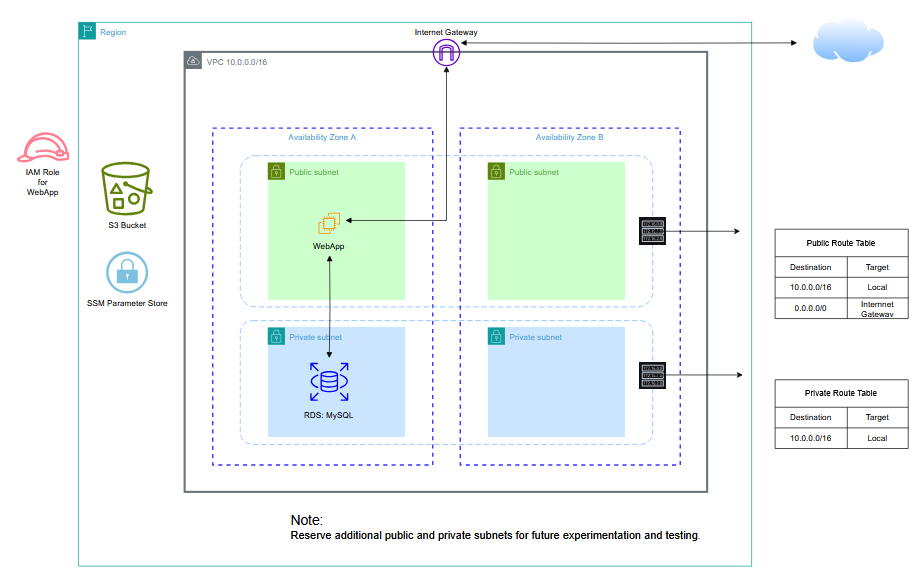 Region
Internet Gateway
VPC 10.0.0.0/16
Availability Zone A
Availability Zone B
IAM Role
for
WebApp
S3 Bucket
SSM Parameter Store
Public subnet
Public subnet
WebApp
Private subnet
Private subnet
RDS: MySQL
Public Route Table
Destination Target
10.0.0.0/16 Local
0.0.0.0/0 Internnet
Gateway
Private Route Table
Destination Target
10.0.0.0/16 Local
Note:
Reserve additional public and private subnets for future experimentation and testing.